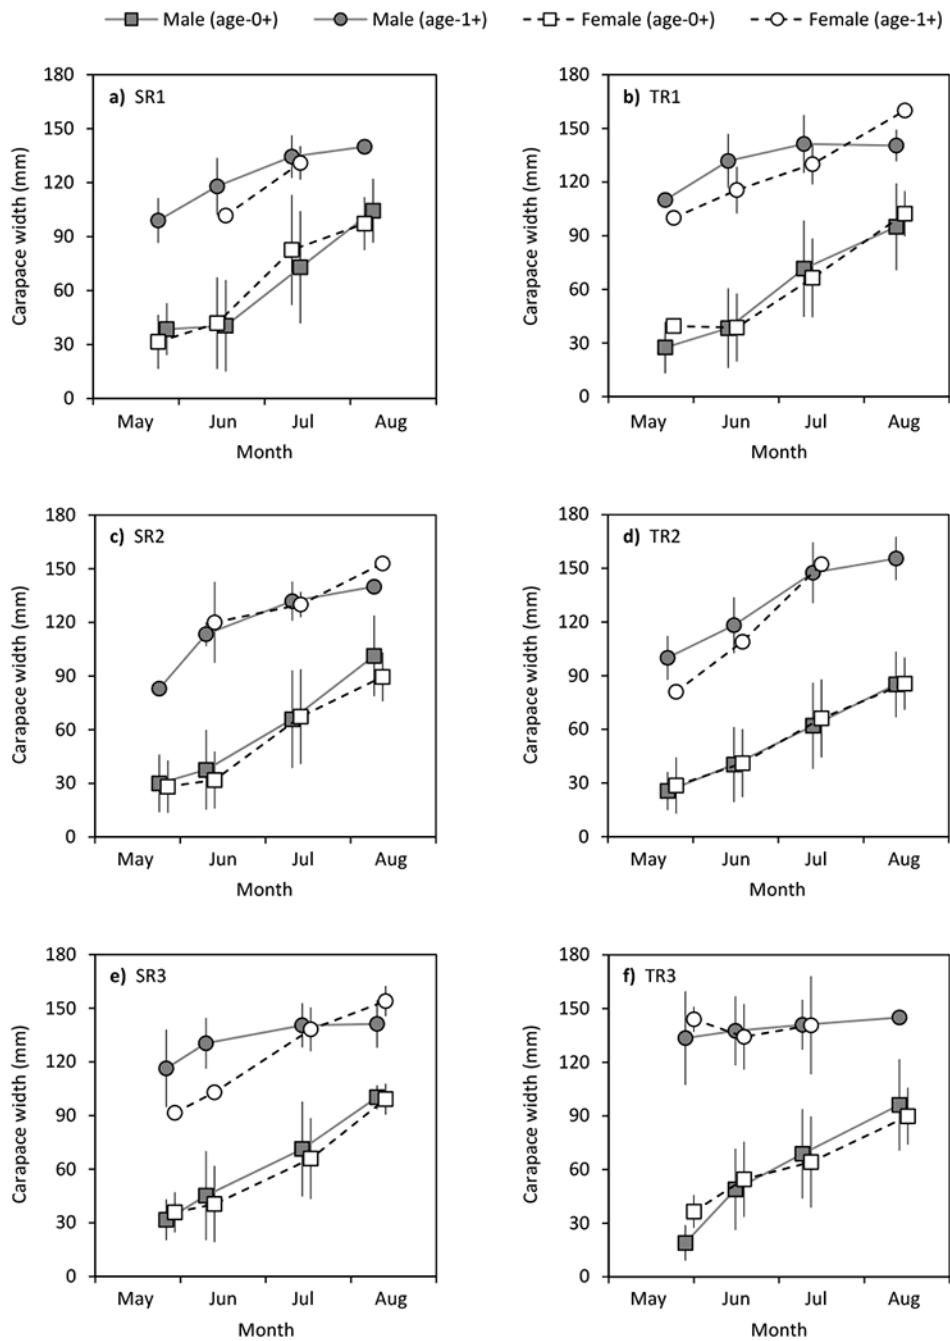 Male (age-0+) Male (age-1+) Female (age-0+) Female (age-1+)
a) SR1
Carapace width (mm)
180
150
120
90
60
30
0
May Jun Jul Aug
Month
b) TR1
Carapace width (mm)
180
150
120
90
60
30
0
May Jun Jul Aug
Month
c) SR2
Carapace width (mm)
180
150
120
90
60
30
0
May Jun Jul Aug
Month
d) TR2
Carapace width (mm)
180
150
120
90
60
30
0
May Jun Jul Aug
Month
e) SR3
Carapace width (mm)
180
150
120
90
60
30
0
May Jun Jul Aug
Month
f) TR3
Carapace width (mm)
180
150
120
90
60
30
0
May Jun Jul Aug
Month